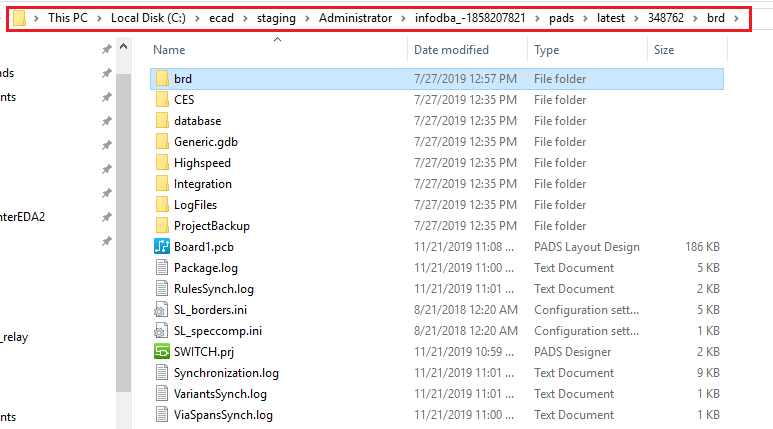 This PC > Local Disk (C:) > ecad > staging > Administrator > infodba_-1858207821 > pads > latest > 348762 > brd >
Name Date modified Type Size
brd 7/27/2019 12:57 PM File folder
ads
CES 7/27/2019 12:35 PM File folder
ents
database 7/27/2019 12:35 PM File folder
Generic.gdb 7/27/2019 12:35 PM File folder
Highspeed 7/27/2019 12:35 PM File folder
Integration 7/27/2019 12:35 PM File folder
LogFiles 7/27/2019 12:35 PM File folder
nterEDA2
ProjectBackup 7/27/2019 12:35 PM File folder
Board1.pcb 11/21/2019 11:08 ... PADS Layout Design 186 KB
Package.log 11/21/2019 11:00 ... Text Document 5 KB
RulesSynch.log 11/21/2019 11:01 ... Text Document 2 KB
SL_borders.ini 8/21/2018 12:20 AM Configuration sett... 5 KB
SL_speccomp.ini 8/21/2018 12:20 AM Configuration sett... 1 KB
_relay
SWITCH.prj 11/21/2019 10:59 ... PADS Designer 2 KB
Synchronization.log 11/21/2019 11:01 ... Text Document 9 KB
VariantsSynch.log 11/21/2019 11:01 ... Text Document 1 KB
ViaSpansSynch.log 11/21/2019 11:01 ... Text Document 1 KB
ents